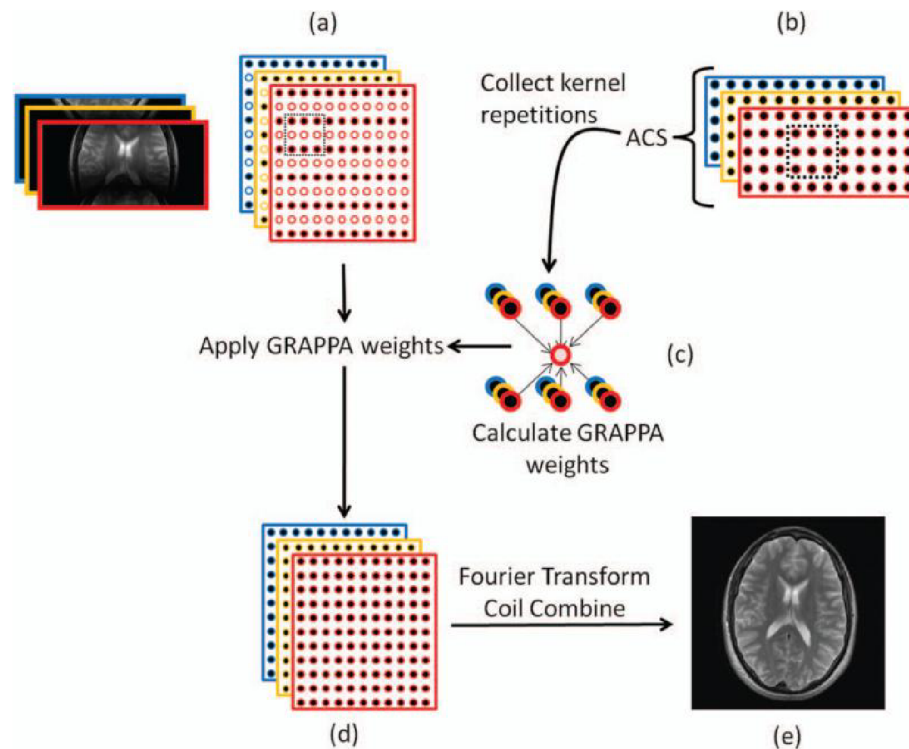 (a)
(b)
Collect kernel
repetitions
ACS
Apply GRAPPA weights
(c)
Calculate GRAPPA
weights
Fourier Transform
Coil Combine
(d)
(e)